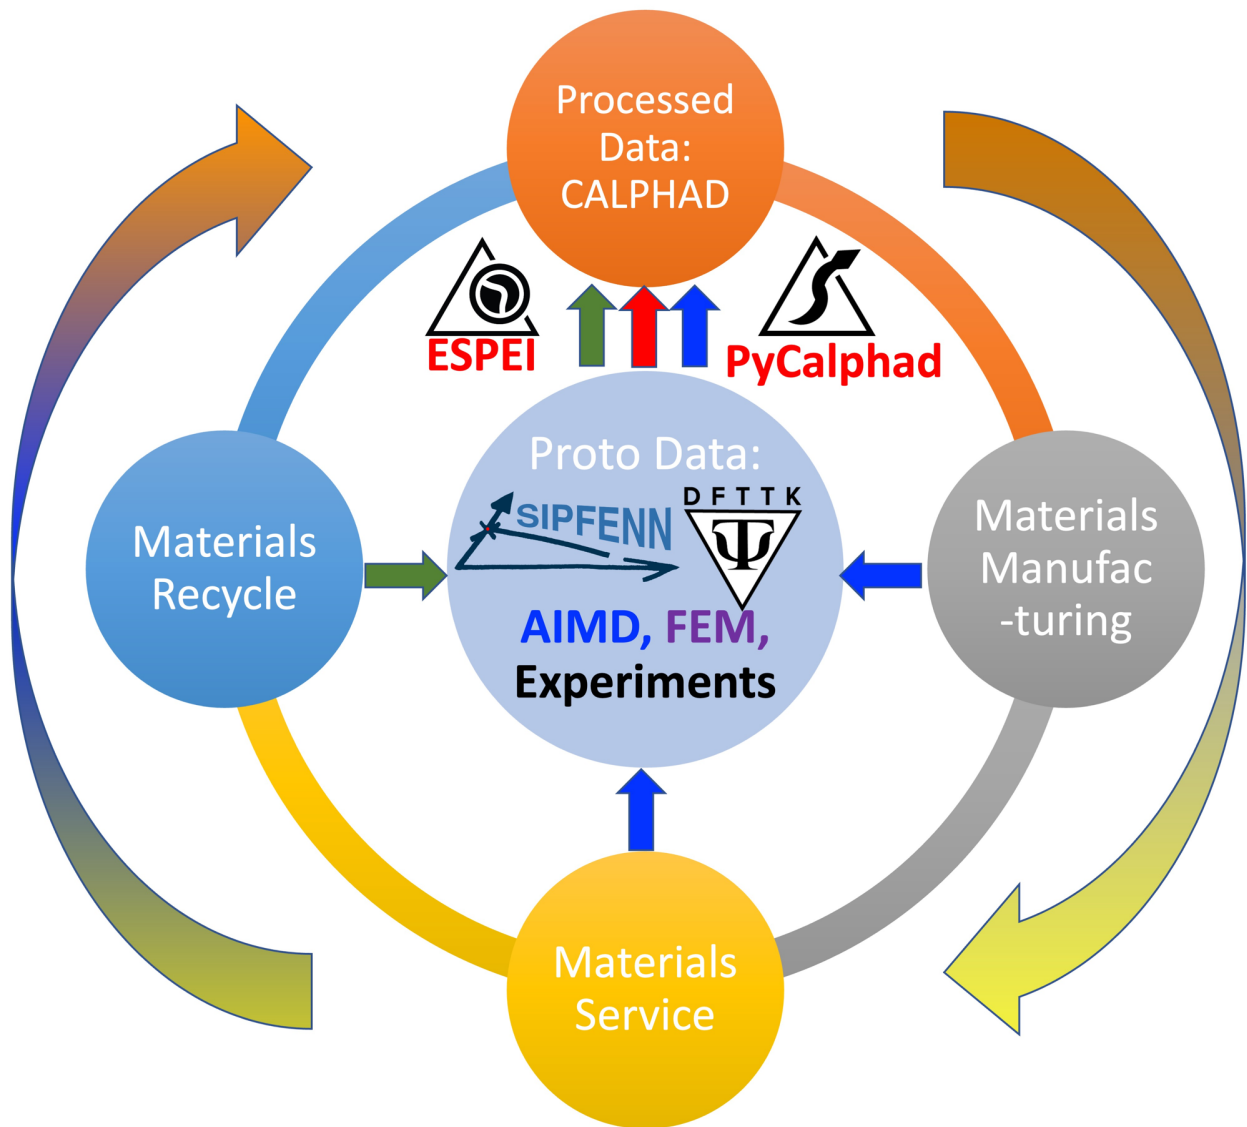 Processed
Data:
CALPHAD
ESPEI
PyCalphad
Proto Data:
SIPFENN
D F T T K
Ψ
AIMD, FEM,
Experiments
Materials
Recycle
Materials
Manufac
-turing
Materials
Service